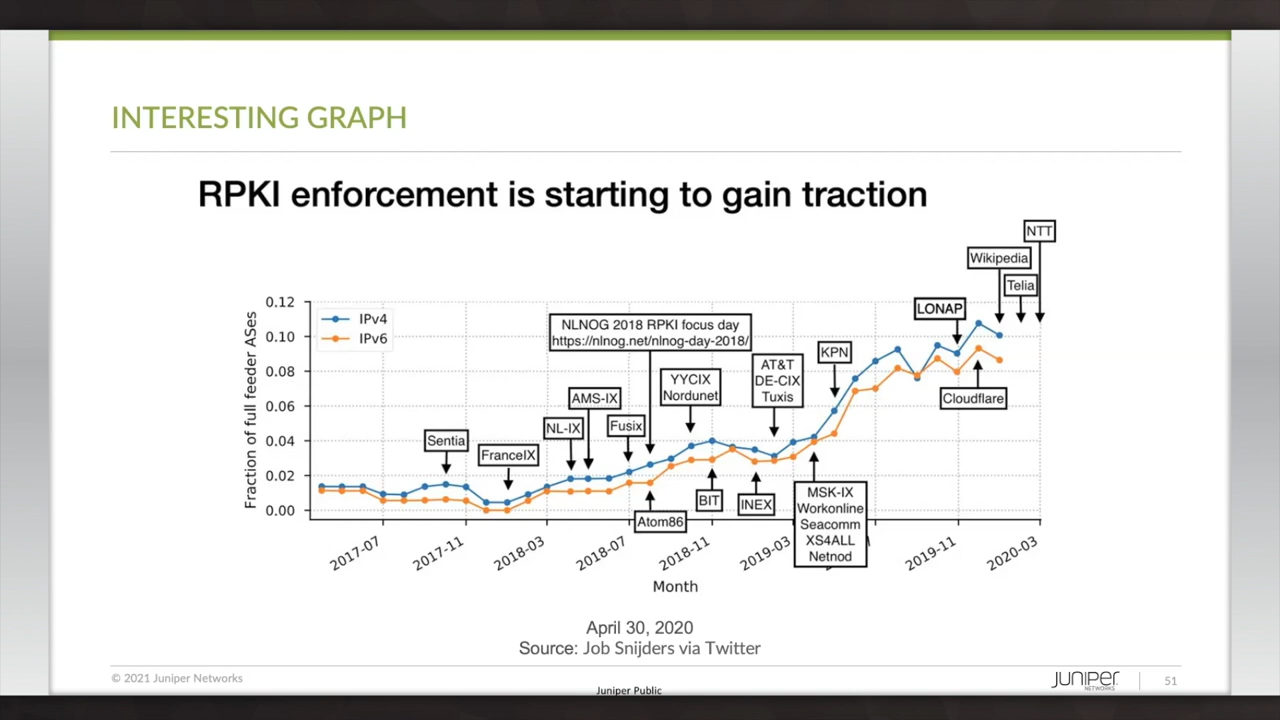 INTERESTING GRAPH
RPKI enforcement is starting to gain traction
NTT
Wikipedia
Telia
LONAP
0.12
0.10
0.08
0.06
0.04
0.02
0.00
Fraction of full feeder ASes
IPv4
IPv6
NLNOG 2018 RPKI focus day
https://nlnog.net/nlnog-day-2018/
KPN
AT&T
DE-CIX
Tuxis
YYCIX
Nordunet
Cloudflare
AMS-IX
Fusix
NL-IX
Sentia
FranceIX
BIT
INEX
Atom86
MSK-IX
Workonline
Seacomm
XS4ALL
Netnod
2017-07
2017-11
2018-03
2018-07
2018-11
2019-03
2019-11
2020-03
Month
April 30, 2020
Source: Job Snijders via Twitter
© 2021 Juniper Networks
JUNIPER
NETWORKS
51
Juniper Public